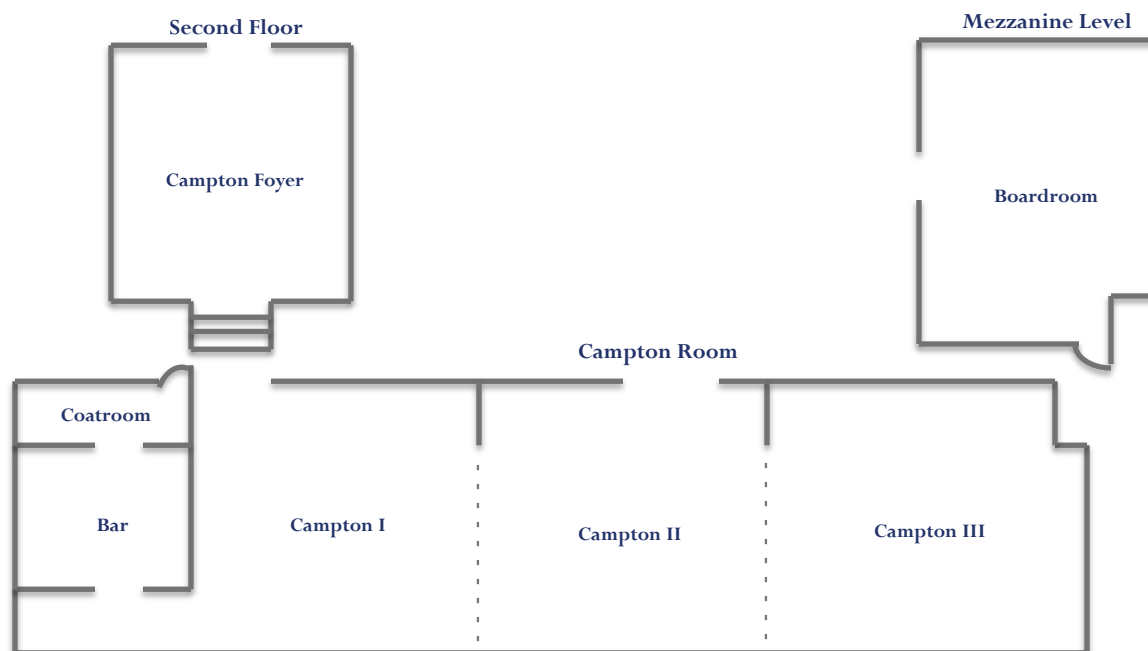 Second Floor
Mezzanine Level
Campton Foyer
Boardroom
Campton Room
Coatroom
Bar
Campton I
Campton II
Campton III